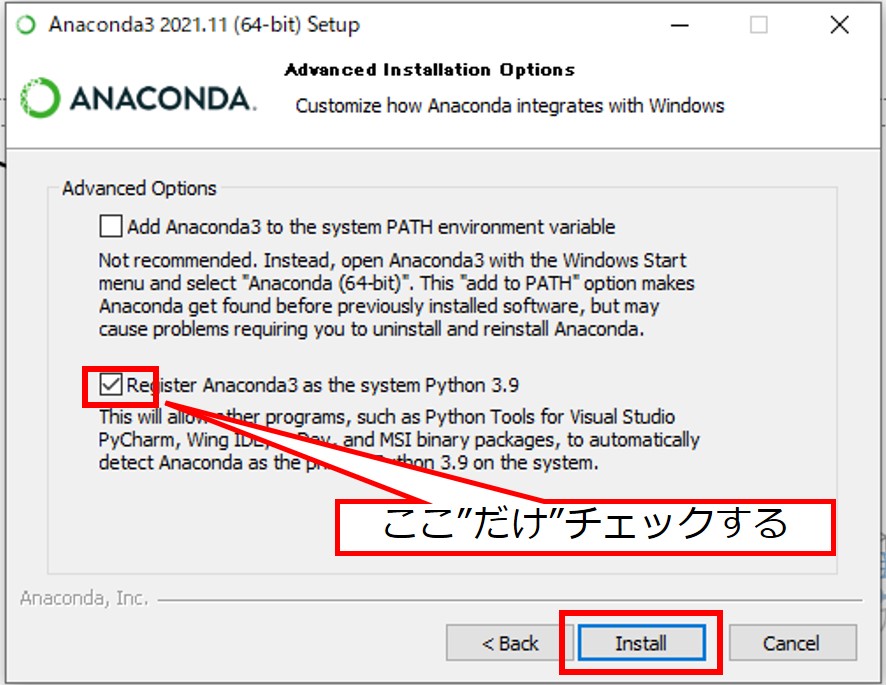 Anaconda3 2021.11 (64-bit) Setup
ANACONDA.
Advanced Installation Options
Customize how Anaconda integrates with Windows
Advanced Options
Add Anaconda3 to the system PATH environment variable
Not recommended. Instead, open Anaconda3 with the Windows Start
menu and select "Anaconda (64-bit)". This "add to PATH" option makes
Anaconda get found before previously installed software, but may
cause problems requiring you to uninstall and reinstall Anaconda.
Register Anaconda3 as the system Python 3.9
This will allow other programs, such as Python Tools for Visual Studio
PyCharm, Wing IDE, and MSI binary packages, to automatically
detect Anaconda as the Python 3.9 on the system.
ここ”だけ”チェックする
Anaconda, Inc.
< Back
Install
Cancel